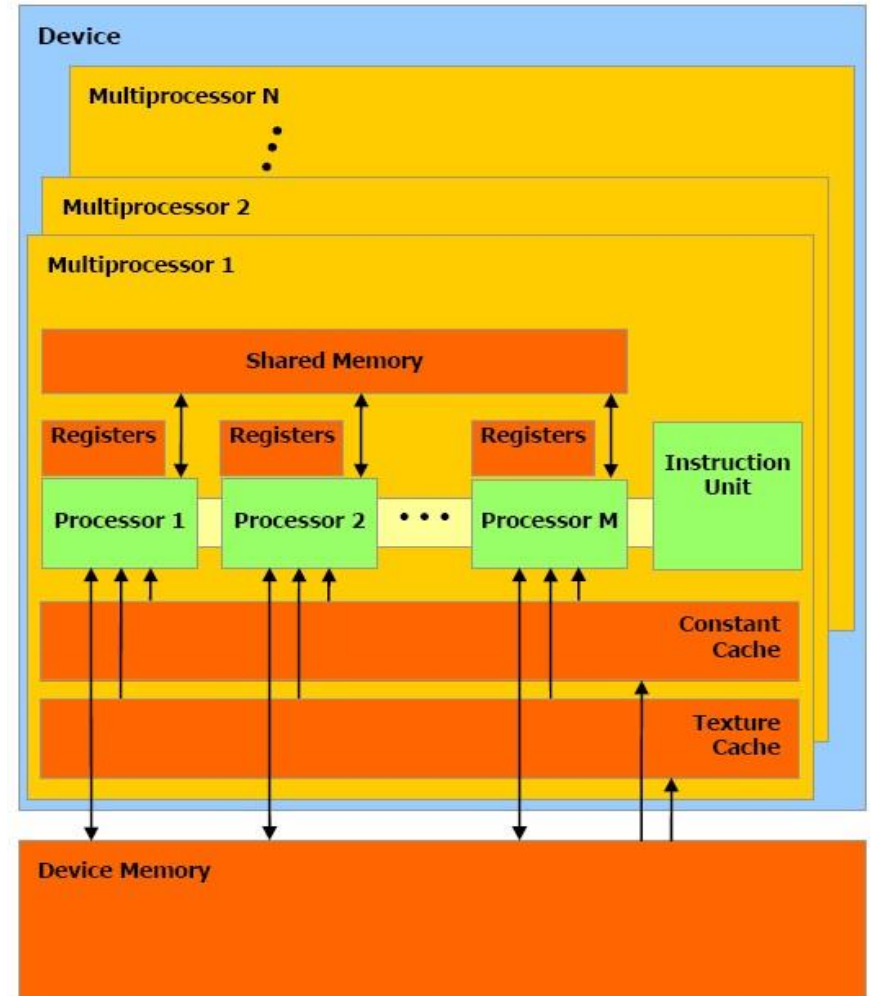 Device
Multiprocessor N
Multiprocessor 2
Multiprocessor 1
Shared Memory
Registers
Registers
Registers
Instruction
Unit
Processor 1
Processor 2
• • •
Processor M
Constant
Cache
Texture
Cache
Device Memory